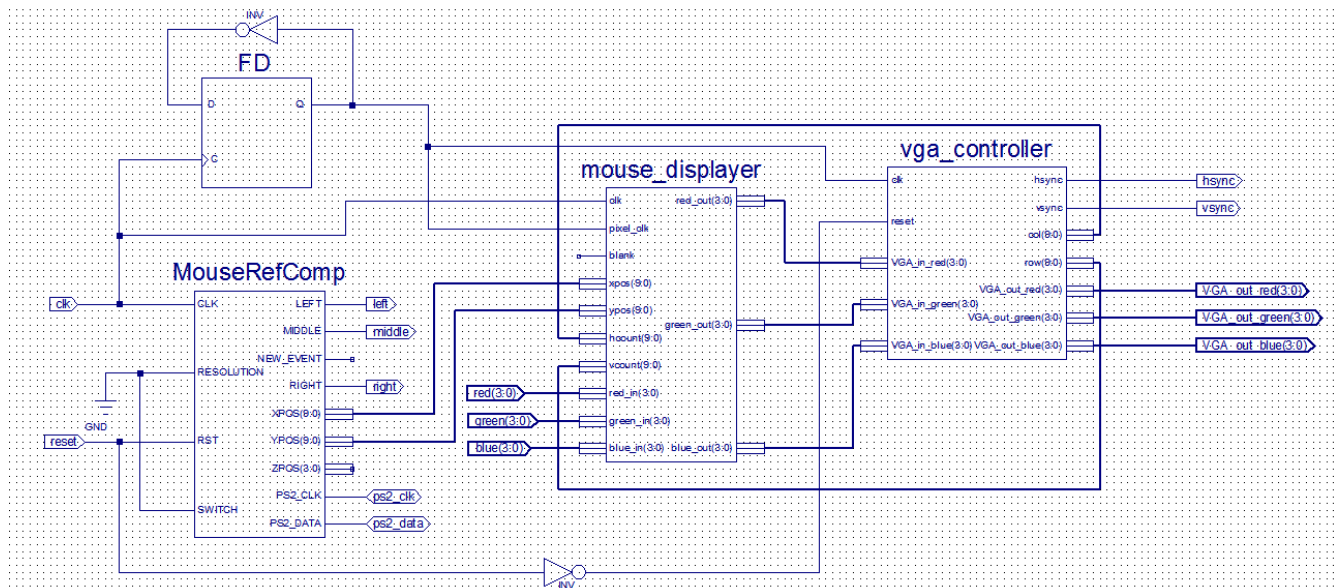 INV
FD
D
Q
C
mouse_displayer
clk
pixel_clk
blank
xpos(9:0)
ypos(9:0)
hcount(9:0)
vcount(9:0)
red_in(3:0)
green_in(3:0)
blue_in(3:0)
red_out(3:0)
green_out(3:0)
blue_out(3:0)
vga_controller
clk
reset
VGA_in_red(3:0)
VGA_in_green(3:0)
VGA_in_blue(3:0)
hsync
vsync
col(9:0)
row(9:0)
VGA_out_red(3:0)
VGA_out_green(3:0)
VGA_out_blue(3:0)
hsync
vsync
VGA_out_red(3:0)
VGA_out_green(3:0)
VGA_out_blue(3:0)
MouseRefComp
CLK
RESOLUTION
RST
SWITCH
LEFT
MIDDLE
NEW_EVENT
RIGHT
XPOS(9:0)
YPOS(9:0)
ZPOS(3:0)
PS2_CLK
PS2_DATA
clk
GND
reset
left
middle
right
ps2_clk
ps2_data
red(3:0)
green(3:0)
blue(3:0)
INV